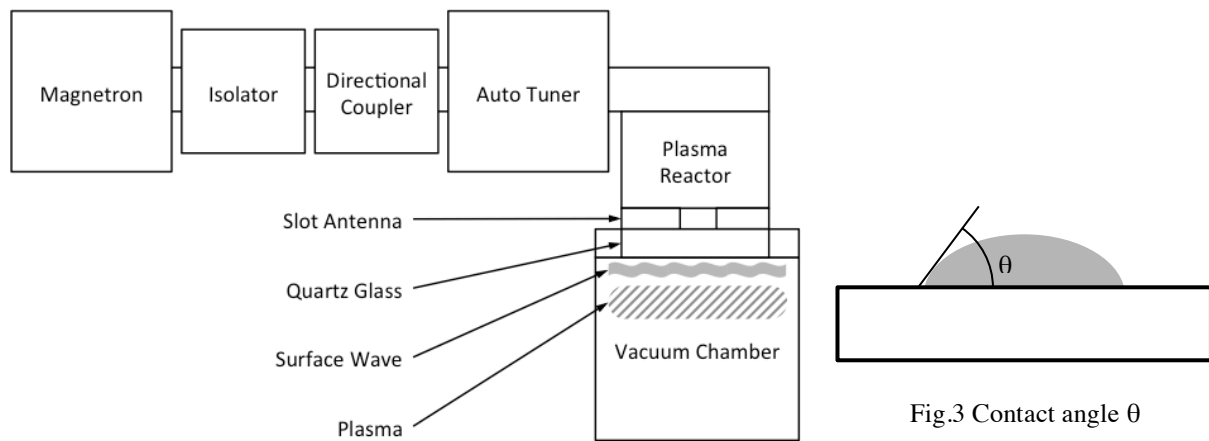 Magnetron
Isolator
Directional
Coupler
Auto Tuner
Plasma
Reactor
Slot Antenna
Quartz Glass
Surface Wave
Plasma
Vacuum Chamber
θ
Fig.3 Contact angle θ